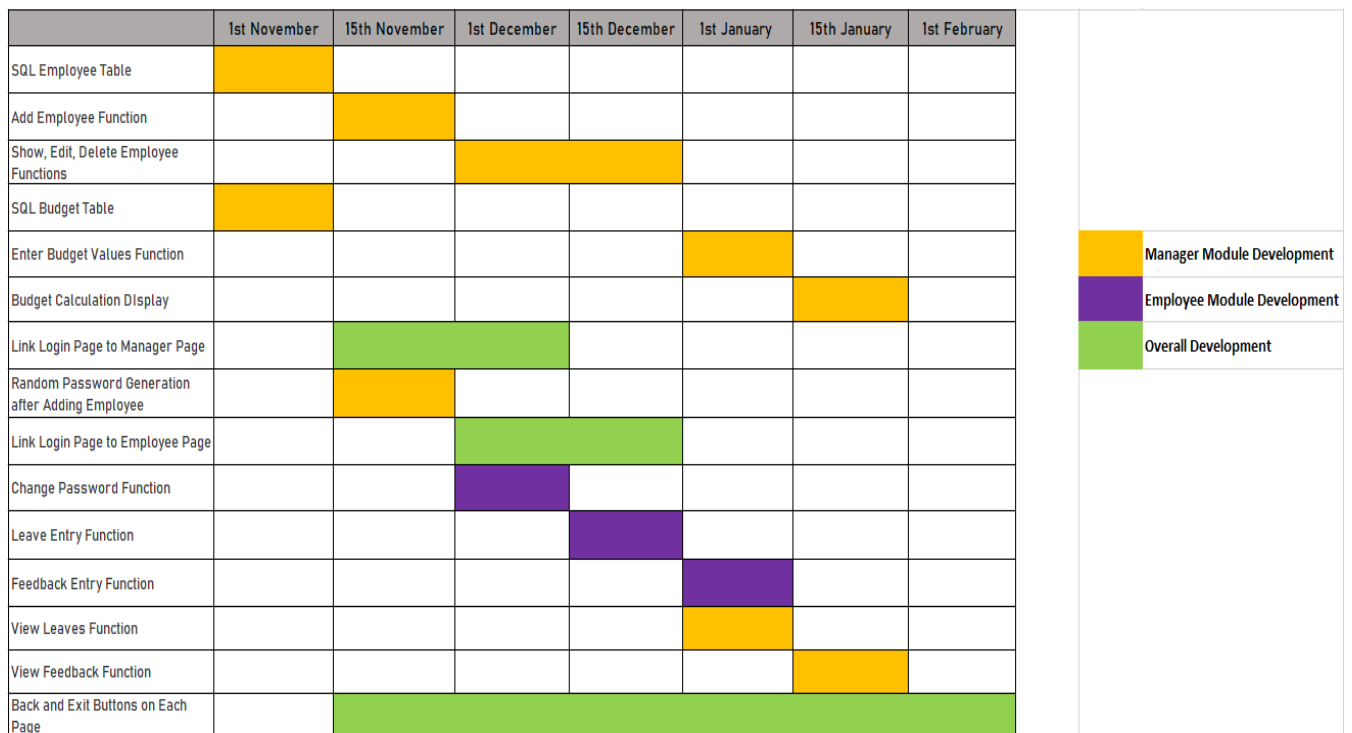 1st November 15th November 1st December 15th December 1st January 15th January 1st February
SQL Employee Table
Add Employee Function
Show, Edit, Delete Employee
Functions
SQL Budget Table
Enter Budget Values Function
Budget Calculation DIsplay
Link Login Page to Manager Page
Random Password Generation
after Adding Employee
Link Login Page to Employee Page
Change Password Function
Leave Entry Function
Feedback Entry Function
View Leaves Function
View Feedback Function
Back and Exit Buttons on Each
Page
Manager Module Development
Employee Module Development
Overall Development